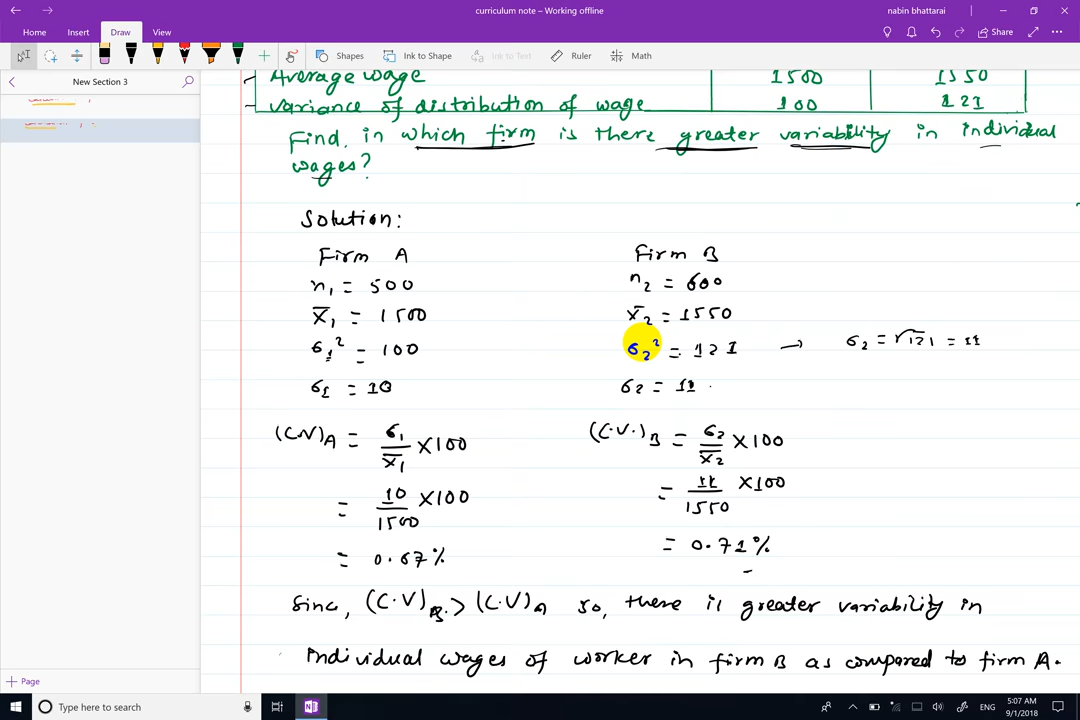 curriculum note – Working offline
nabin bhattarai
Home Insert Draw View
Share
Shapes Ink to Shape Ink to Text Ruler Math
New Section 3
Average wage 1500 1550
variance of distribution of wage 100 121
Find, in which firm is there greater variability in individual
wages?
Solution:
Firm A Firm B
n₁ = 500 n₂ = 600
x̄₁ = 1500 x̄₂ = 1550
σ₁² = 100 σ₂² = 121 → σ₂ = √121 = 11
σ₁ = 10 σ₂ = 11
(C.V)A = σ₁/x̄₁ × 100 (C.V.)B = σ₂/x̄₂ × 100
= 10/1500 × 100 = 11/1550 × 100
= 0.67% = 0.71%
Sinc, (C.V)B > (C.V)A so, there is greater variability in
individual wages of worker in firm B as compared to firm A.
+ Page
Type here to search
ENG
5:07 AM
9/1/2018